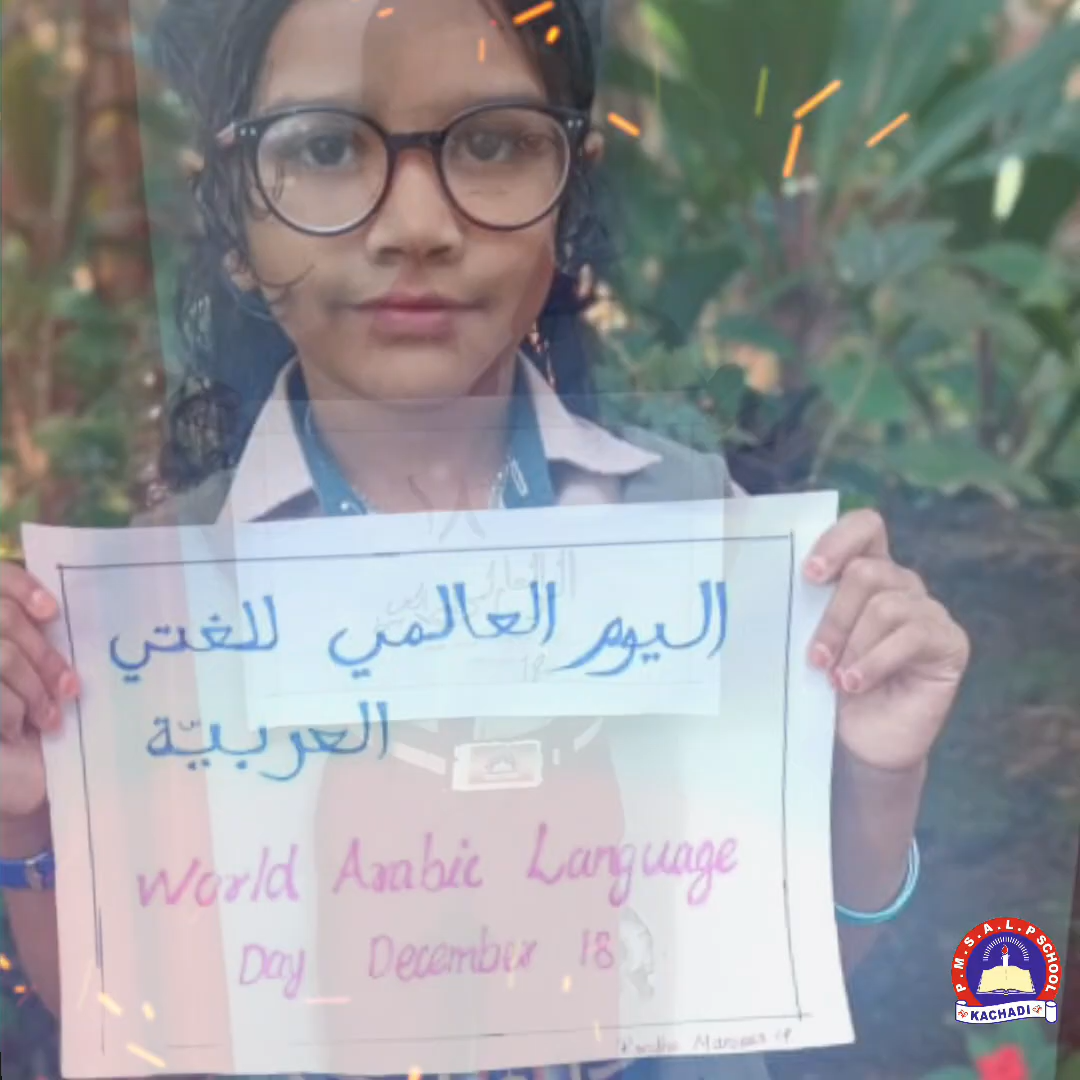 اليوم العالمي للغتي
العربيّة
World Arabic Language
Day December 18
P.M.S.A.L.P SCHOOL
KACHADI